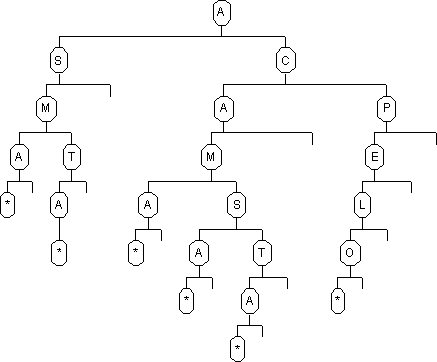 A
S C
M A P
A T M E
* A A S L
* * A T O
* A *
*